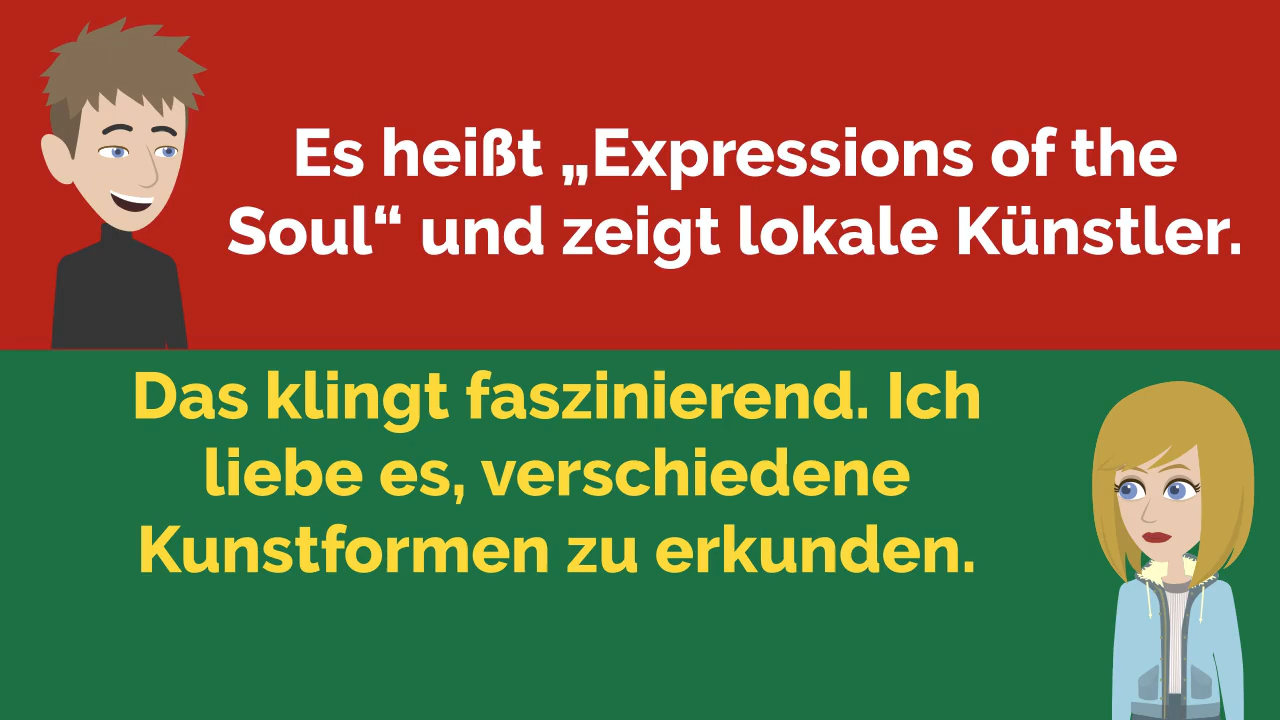 Es heißt „Expressions of the
Soul“ und zeigt lokale Künstler.
Das klingt faszinierend. Ich
liebe es, verschiedene
Kunstformen zu erkunden.